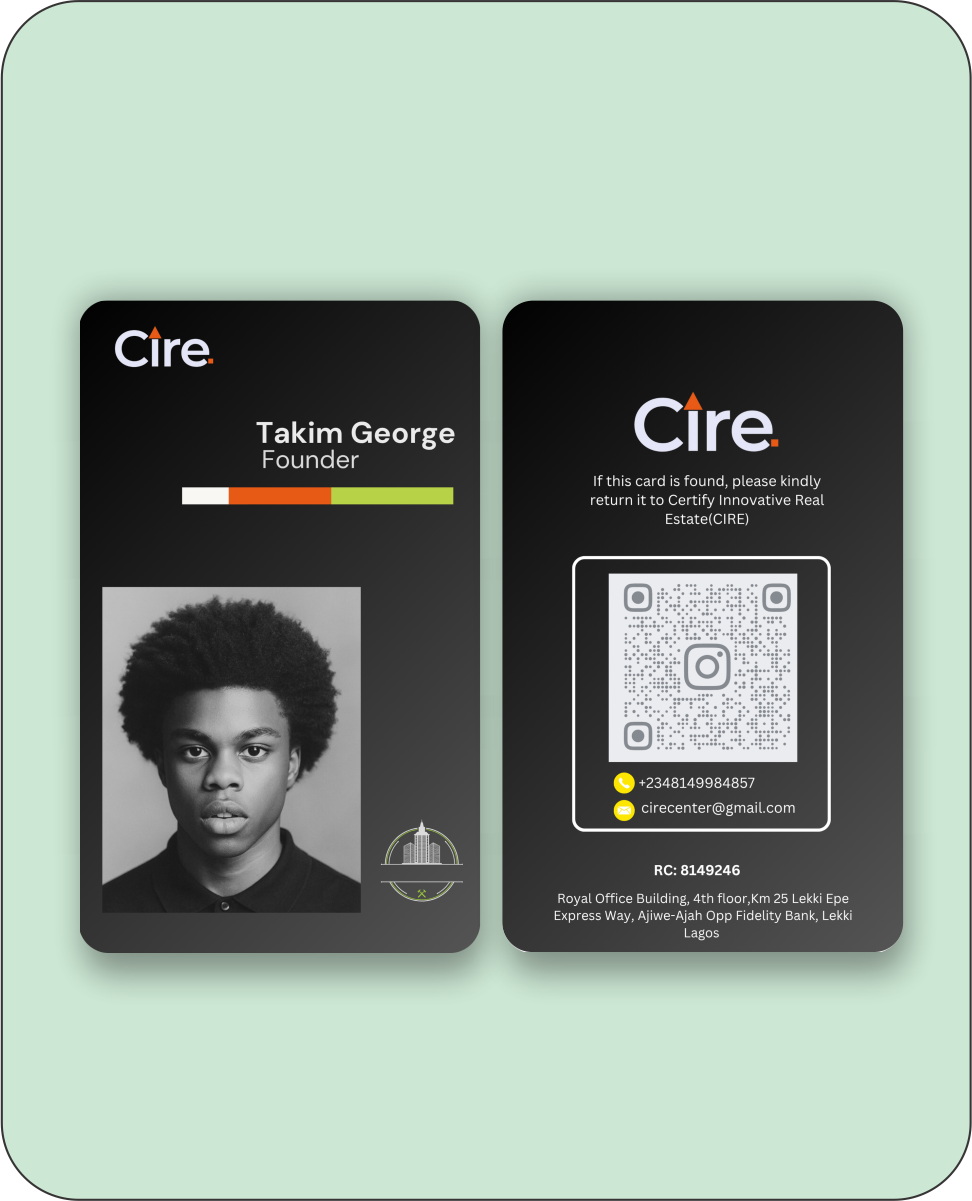 Cire.
Takim George
Founder
Cire.
If this card is found, please kindly
return it to Certify Innovative Real
Estate(CIRE)
+2348149984857
cirecenter@gmail.com
RC: 8149246
Royal Office Building, 4th floor,Km 25 Lekki Epe
Express Way, Ajiwe-Ajah Opp Fidelity Bank, Lekki
Lagos